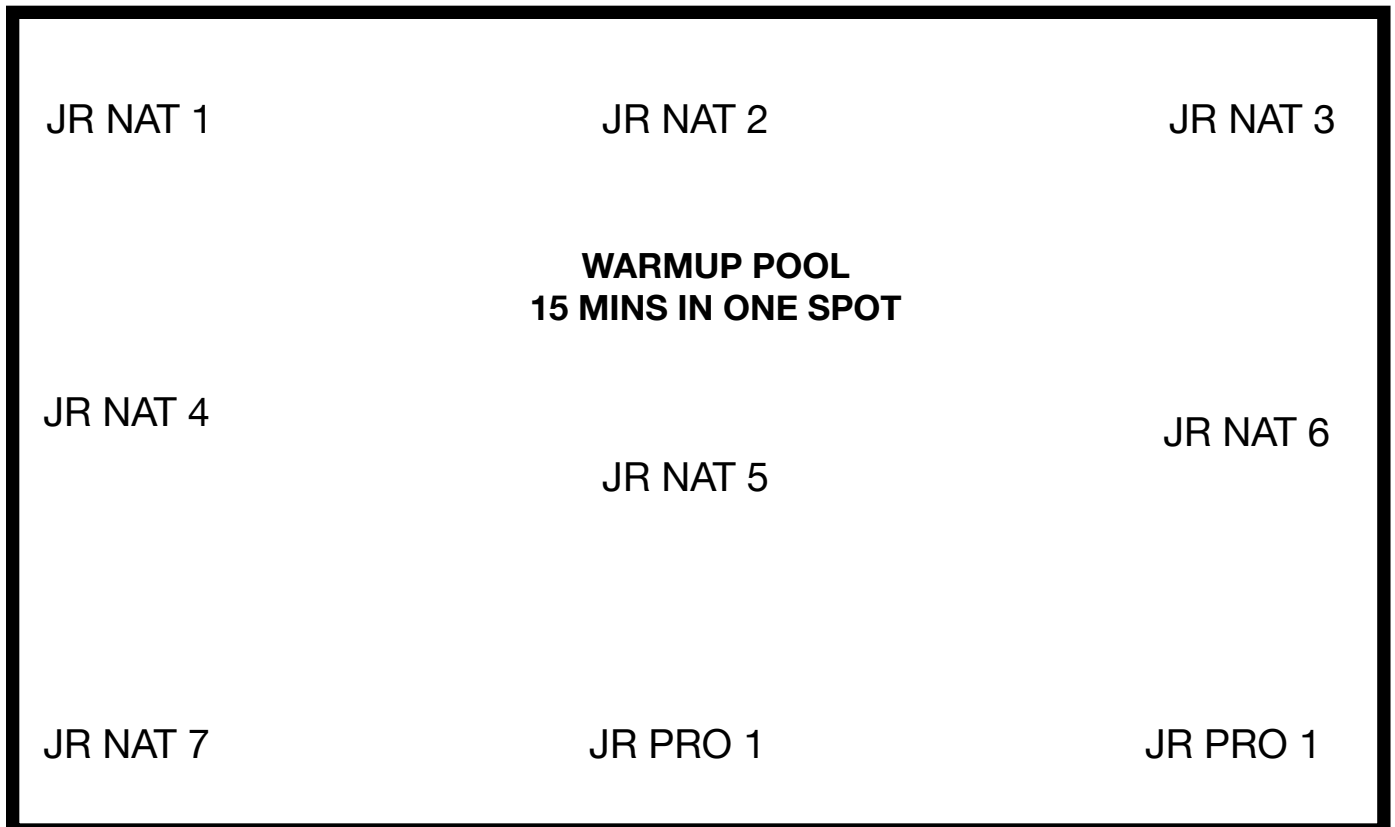 JR NAT 1
JR NAT 2
JR NAT 3
WARMUP POOL
15 MINS IN ONE SPOT
JR NAT 4
JR NAT 5
JR NAT 6
JR NAT 7
JR PRO 1
JR PRO 1